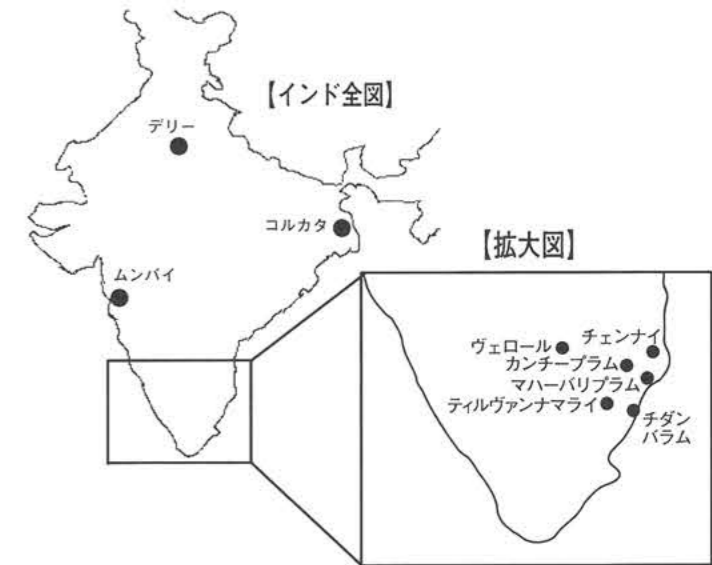 【インド全図】
デリー
コルカタ
ムンバイ
【拡大図】
チェンナイ
ヴェロール
カンチープラム
マハーバリプラム
ティルヴァンナマライ
チダン
バラム